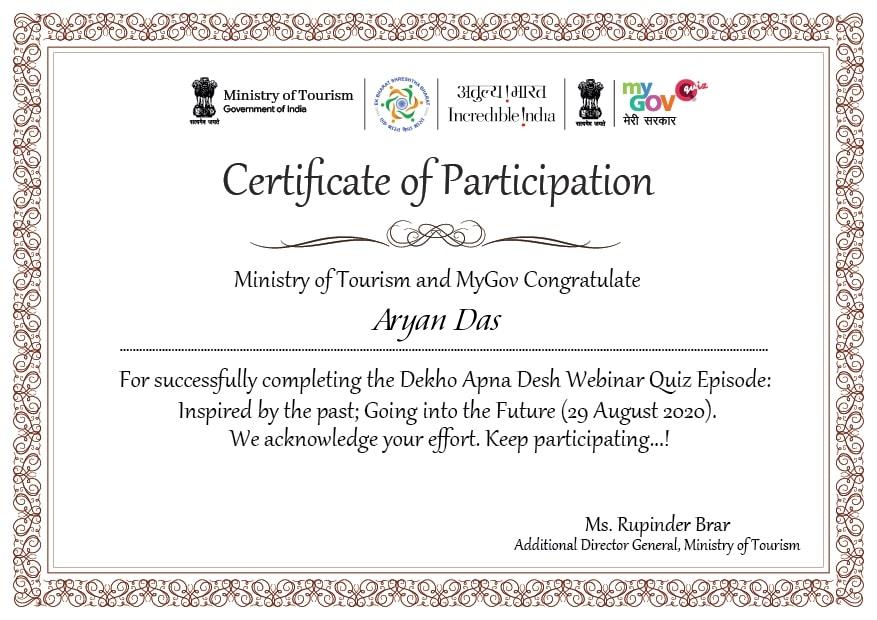 Ministry of Tourism
Government of India
सत्यमेव जयते
EK BHARAT SHRESHTHA BHARAT
एक भारत श्रेष्ठ भारत
अतुल्य !भारत
Incredible !ndia
सत्यमेव जयते
my
GOV
quiz
मेरी सरकार
Certificate of Participation
Ministry of Tourism and MyGov Congratulate
Aryan Das
For successfully completing the Dekho Apna Desh Webinar Quiz Episode:
Inspired by the past; Going into the Future (29 August 2020).
We acknowledge your effort. Keep participating...!
Ms. Rupinder Brar
Additional Director General, Ministry of Tourism